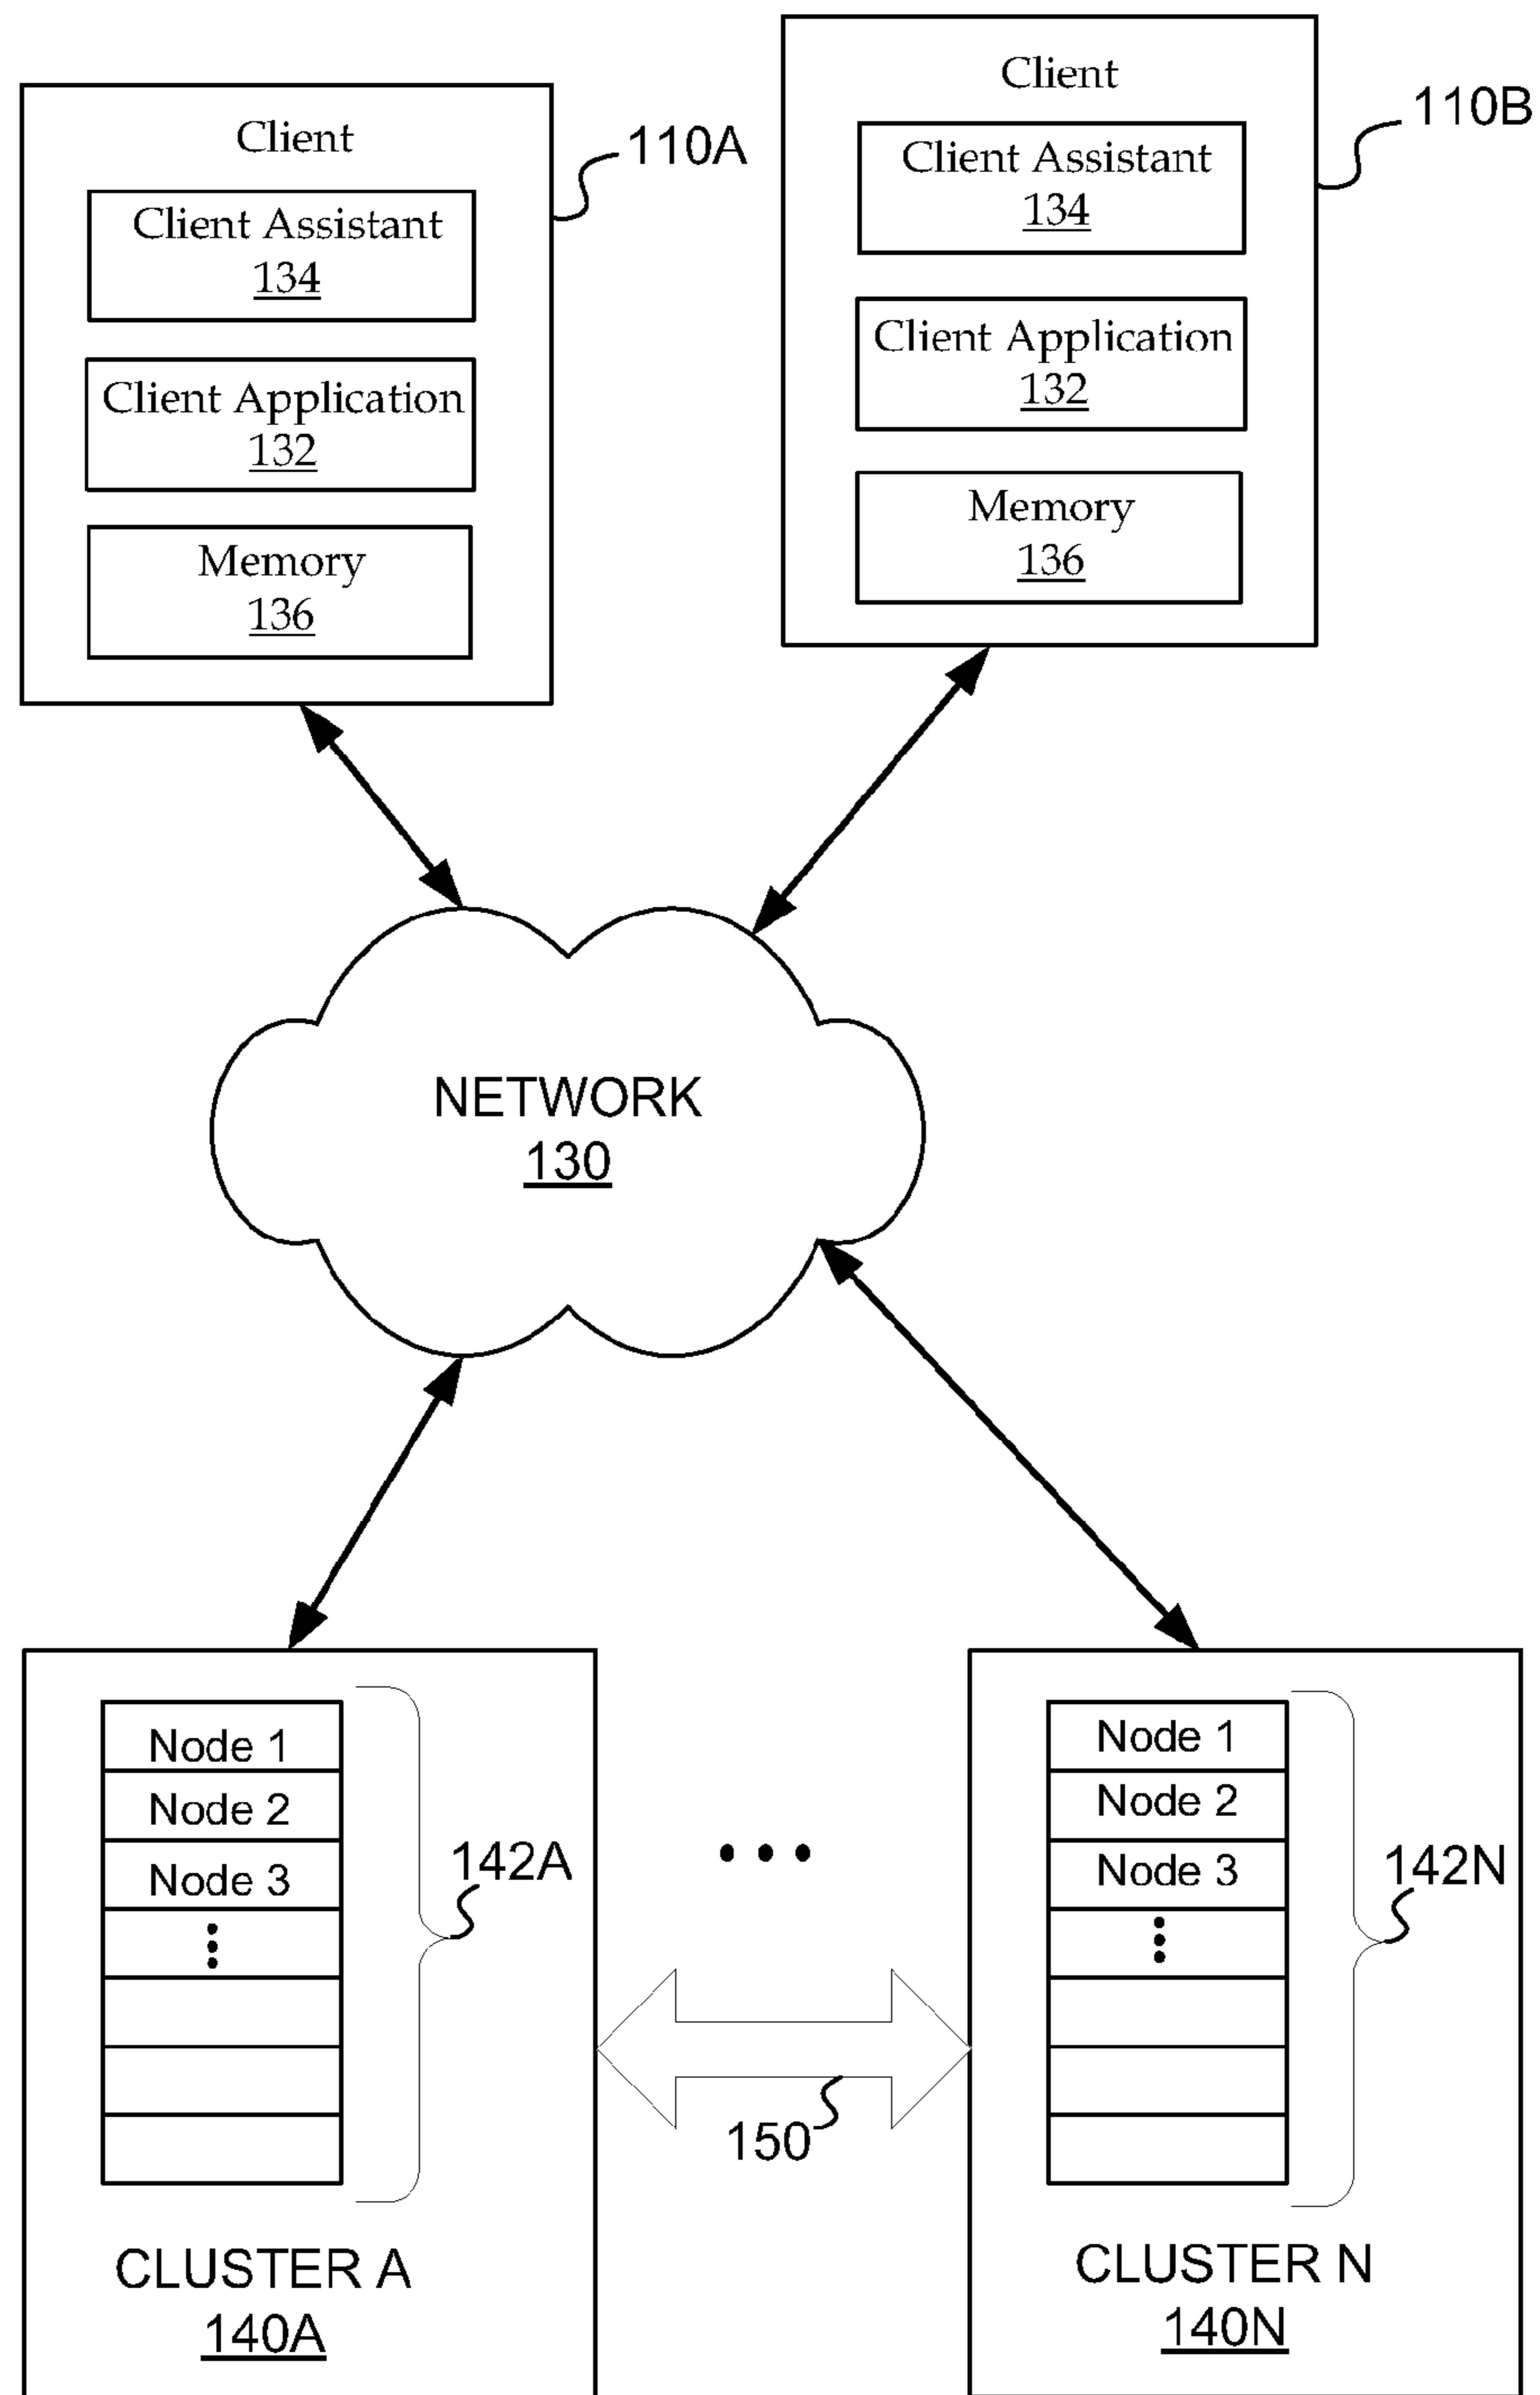 Client
Client Assistant
134
Client Application
132
Memory
136
110A
Client
Client Assistant
134
Client Application
132
Memory
136
110B
NETWORK
130
Node 1
Node 2
Node 3
142A
CLUSTER A
140A
150
Node 1
Node 2
Node 3
142N
CLUSTER N
140N